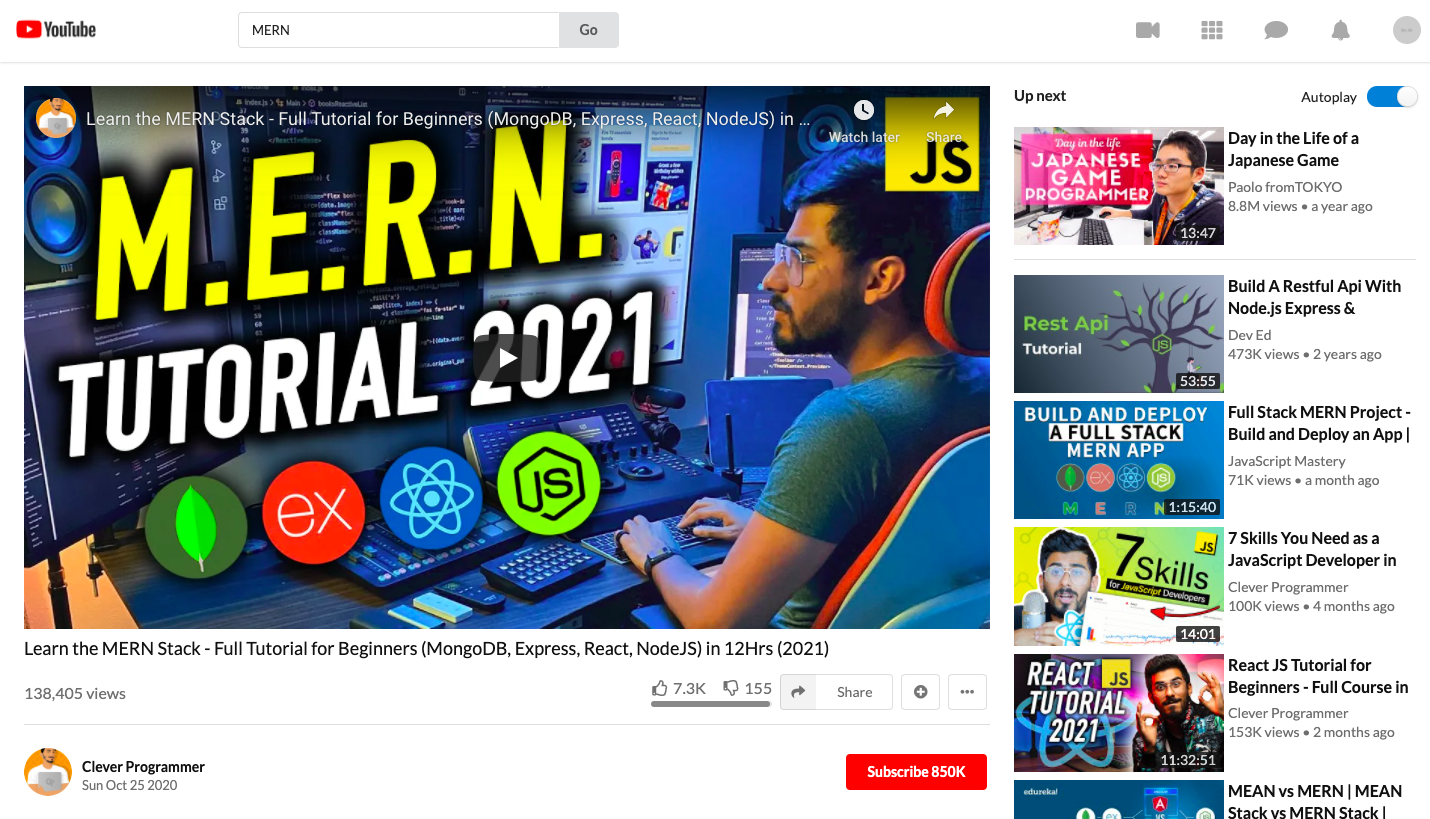 YouTube
MERN
Go
Learn the MERN Stack - Full Tutorial for Beginners (MongoDB, Express, React, NodeJS) in ...
Watch later
Share
JS
M.E.R.N.
TUTORIAL 2021
ex
JS
Learn the MERN Stack - Full Tutorial for Beginners (MongoDB, Express, React, NodeJS) in 12Hrs (2021)
138,405 views
7.3K
155
Share
Clever Programmer
Sun Oct 25 2020
Subscribe 850K
Up next
Autoplay
Day in the life
JAPANESE
GAME
PROGRAMMER
13:47
Day in the Life of a
Japanese Game
Paolo fromTOKYO
8.8M views • a year ago
Rest Api
Tutorial
JS
53:55
Build A Restful Api With
Node.js Express &
Dev Ed
473K views • 2 years ago
BUILD AND DEPLOY
A FULL STACK
MERN APP
ex
JS
M E R N
1:15:40
Full Stack MERN Project -
Build and Deploy an App |
JavaScript Mastery
71K views • a month ago
JS
7 Skills
for JavaScript Developers
14:01
7 Skills You Need as a
JavaScript Developer in
Clever Programmer
100K views • 4 months ago
REACT
JS
TUTORIAL
2021
11:32:51
React JS Tutorial for
Beginners - Full Course in
Clever Programmer
153K views • 2 months ago
edureka!
A
VS
MEAN vs MERN | MEAN
Stack vs MERN Stack |